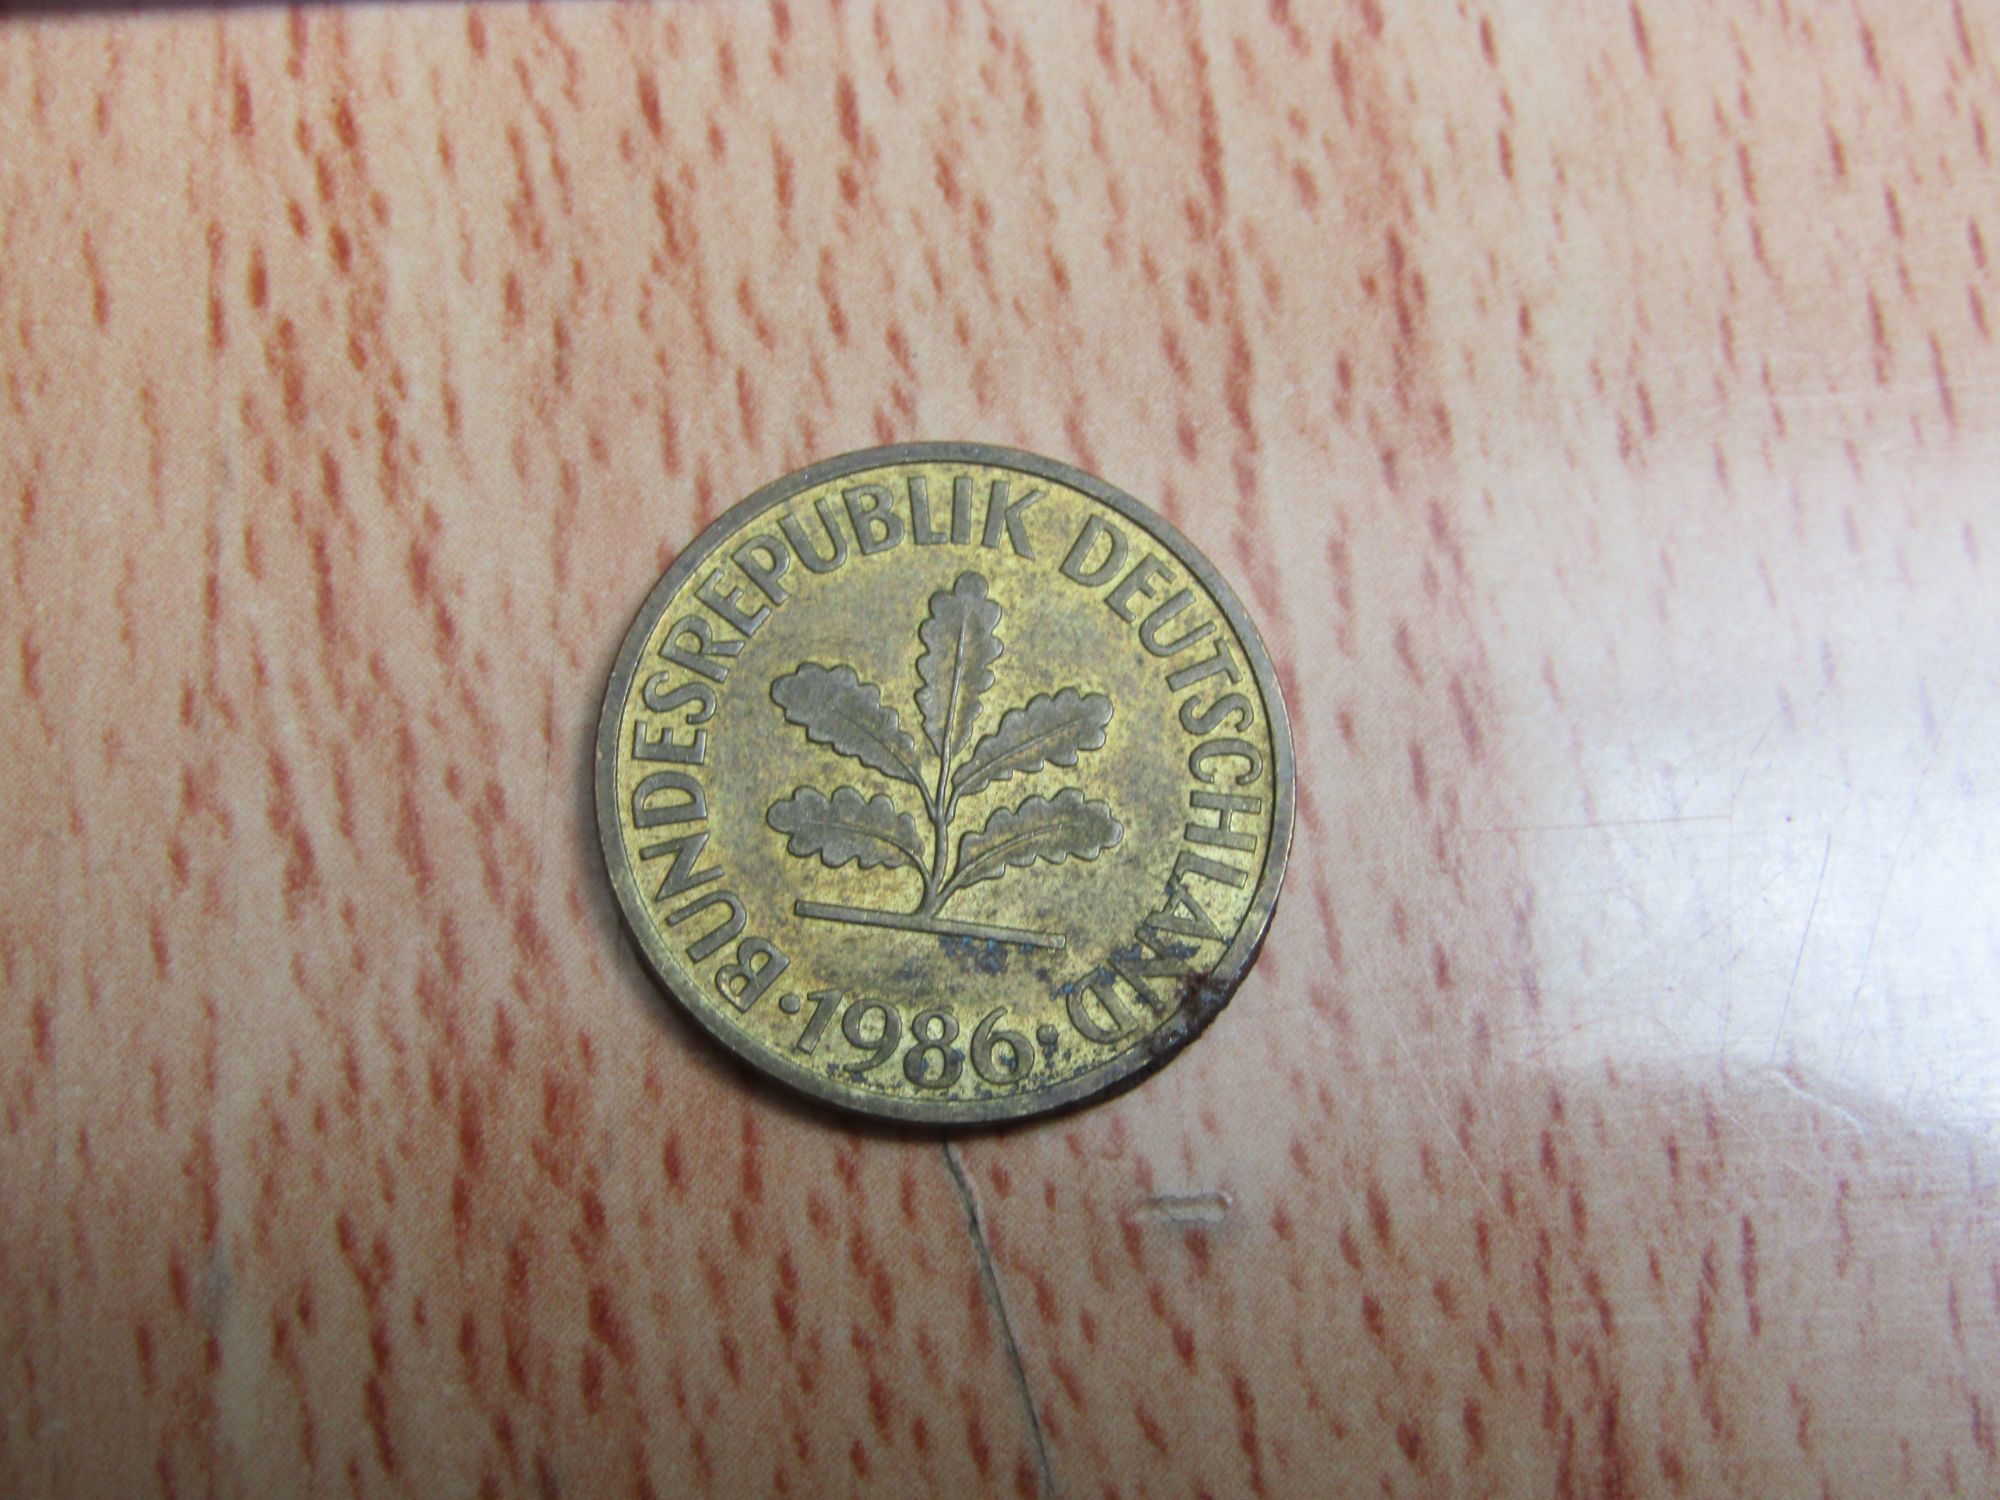 BUNDESREPUBLIK DEUTSCHLAND
·1986·